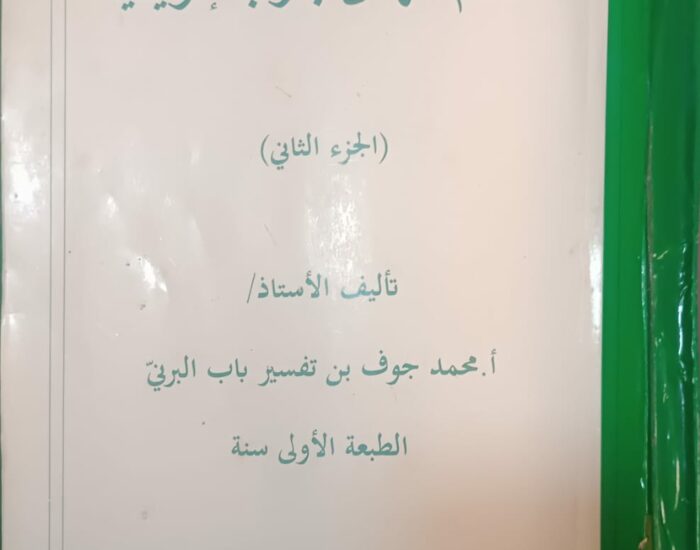 (الجزء الثاني)
تأليف الأستاذ/
أ.محمد جوف بن تفسير باب البرنيّ
الطبعة الأولى سنة